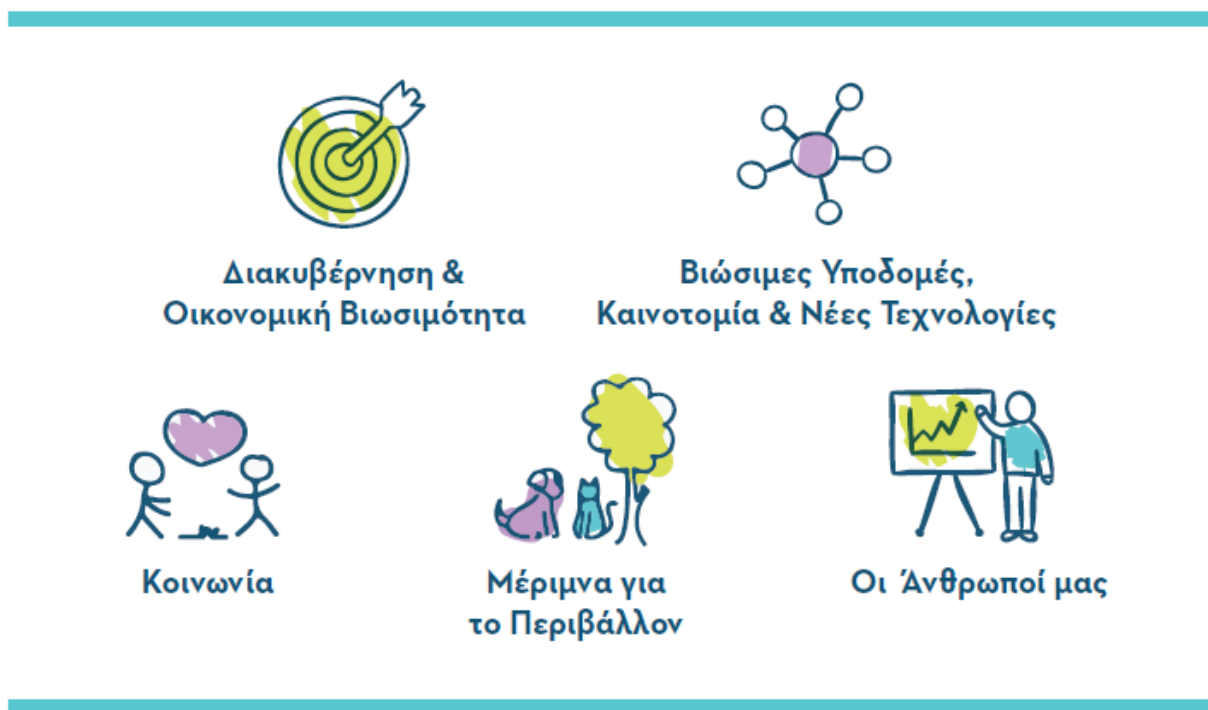 Διακυβέρνηση &
Οικονομική Βιωσιμότητα
Βιώσιμες Υποδομές,
Καινοτομία & Νέες Τεχνολογίες
Κοινωνία
Μέριμνα για
το Περιβάλλον
Οι Άνθρωποί μας